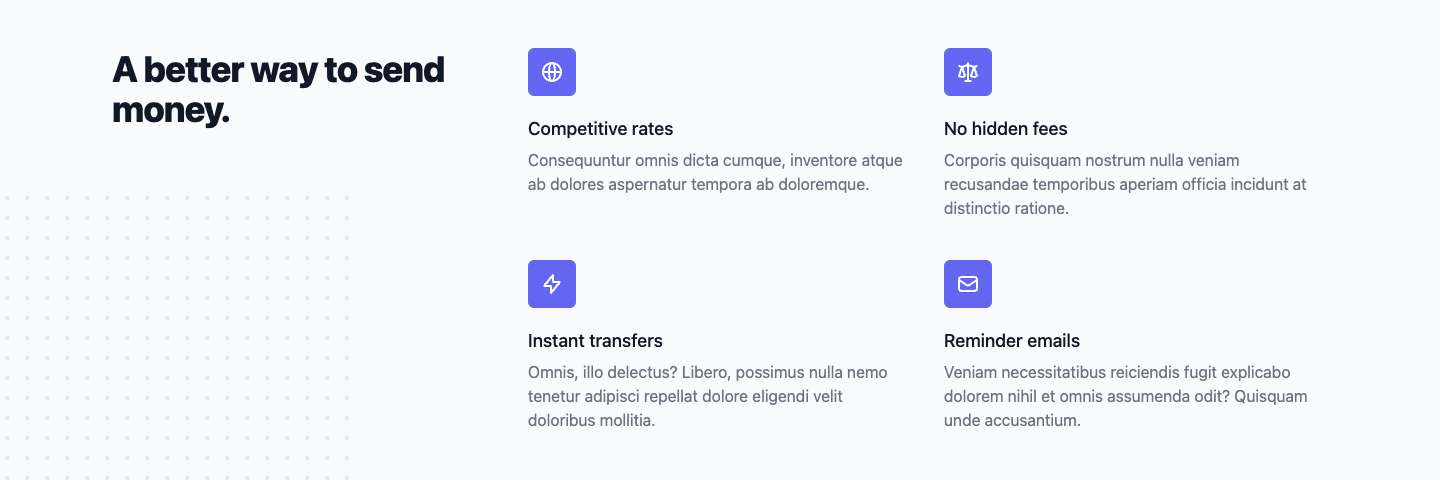 A better way to send
money.
Competitive rates
Consequuntur omnis dicta cumque, inventore atque
ab dolores aspernatur tempora ab doloremque.
No hidden fees
Corporis quisquam nostrum nulla veniam
recusandae temporibus aperiam officia incidunt at
distinctio ratione.
Instant transfers
Omnis, illo delectus? Libero, possimus nulla nemo
tenetur adipisci repellat dolore eligendi velit
doloribus mollitia.
Reminder emails
Veniam necessitatibus reiciendis fugit explicabo
dolorem nihil et omnis assumenda odit? Quisquam
unde accusantium.